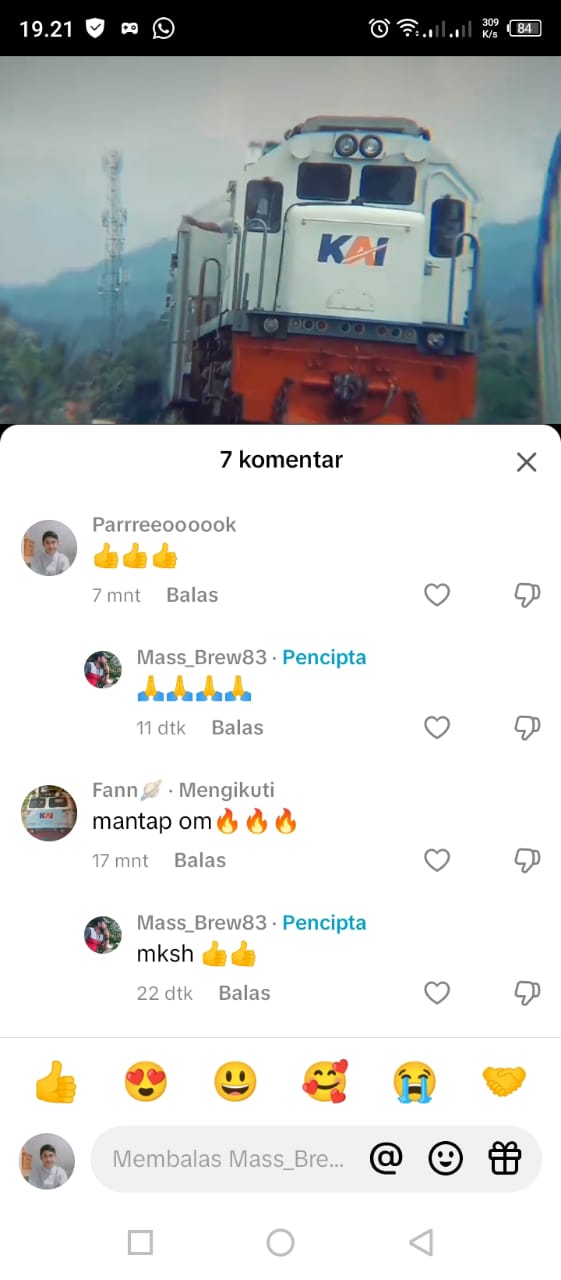 19.21
309
K/s
84
KAI
7 komentar
Parrreeoooook
👍👍👍
7 mnt Balas
Mass_Brew83 · Pencipta
🙏🙏🙏🙏
11 dtk Balas
Fann🪐 · Mengikuti
mantap om🔥🔥🔥
17 mnt Balas
Mass_Brew83 · Pencipta
mksh 👍👍
22 dtk Balas
Membalas Mass_Bre...